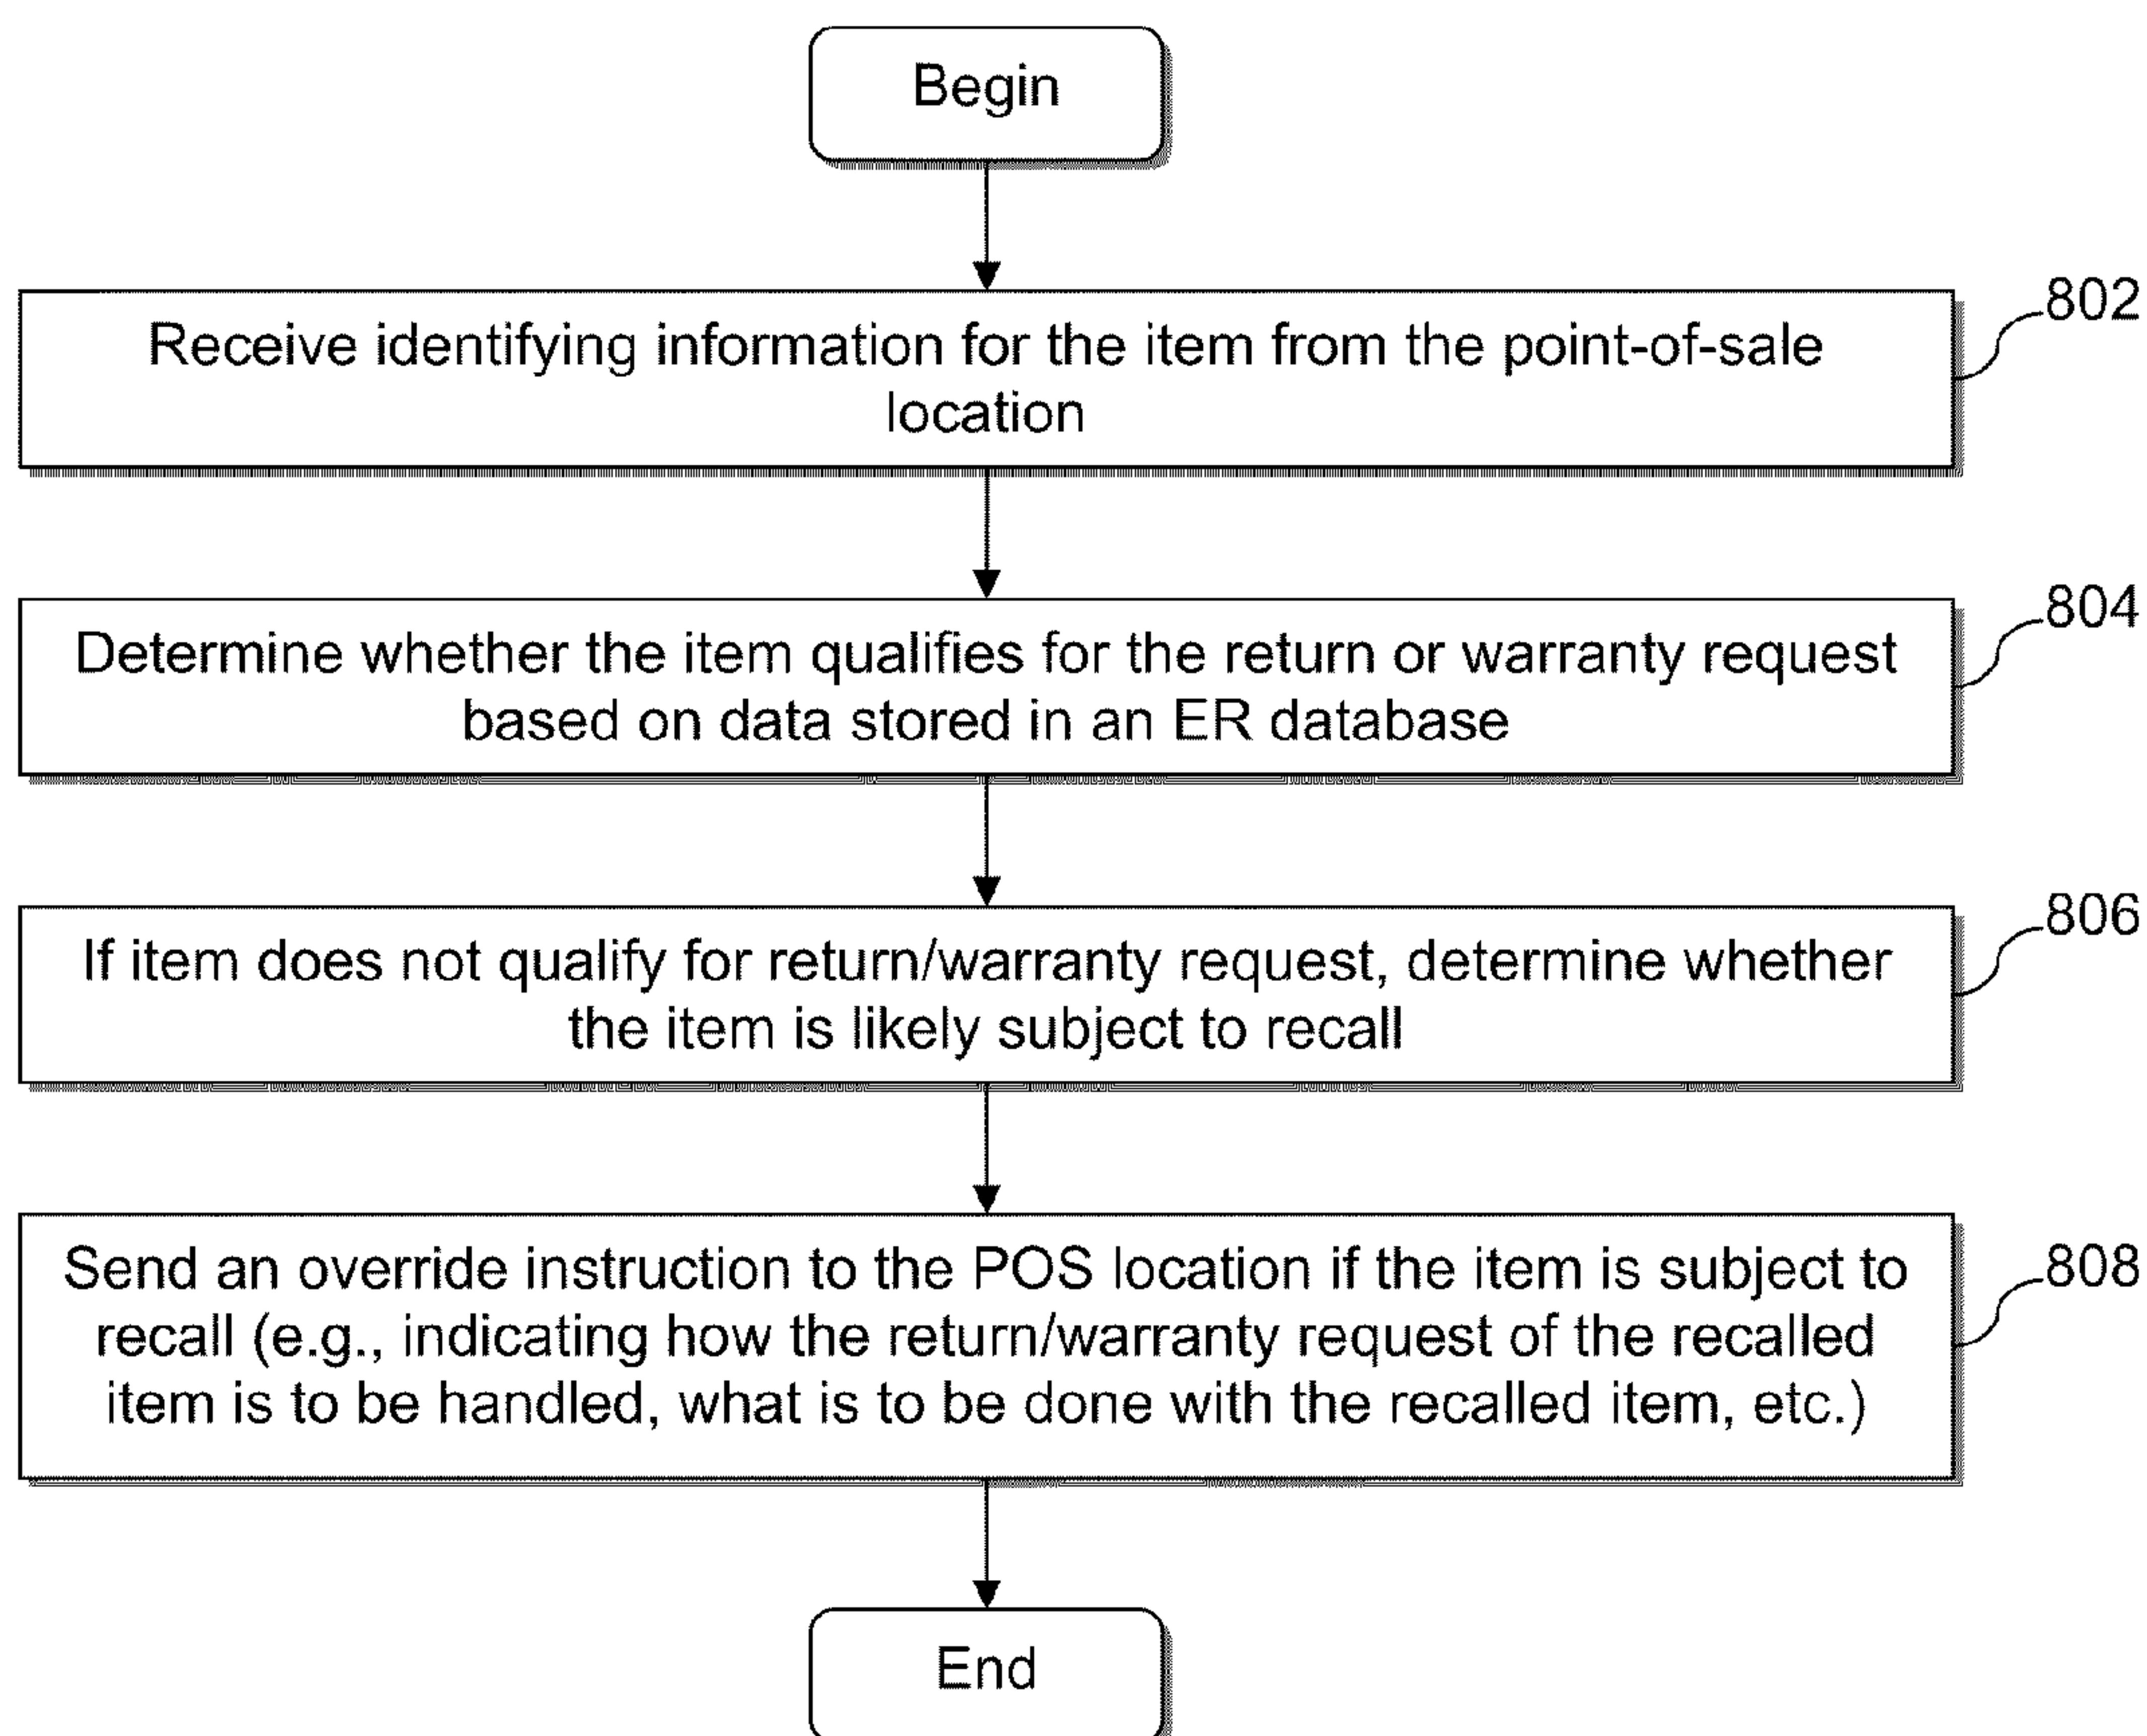 Begin
802
Receive identifying information for the item from the point-of-sale
location
804
Determine whether the item qualifies for the return or warranty request
based on data stored in an ER database
806
If item does not qualify for return/warranty request, determine whether
the item is likely subject to recall
808
Send an override instruction to the POS location if the item is subject to
recall (e.g., indicating how the return/warranty request of the recalled
item is to be handled, what is to be done with the recalled item, etc.)
End